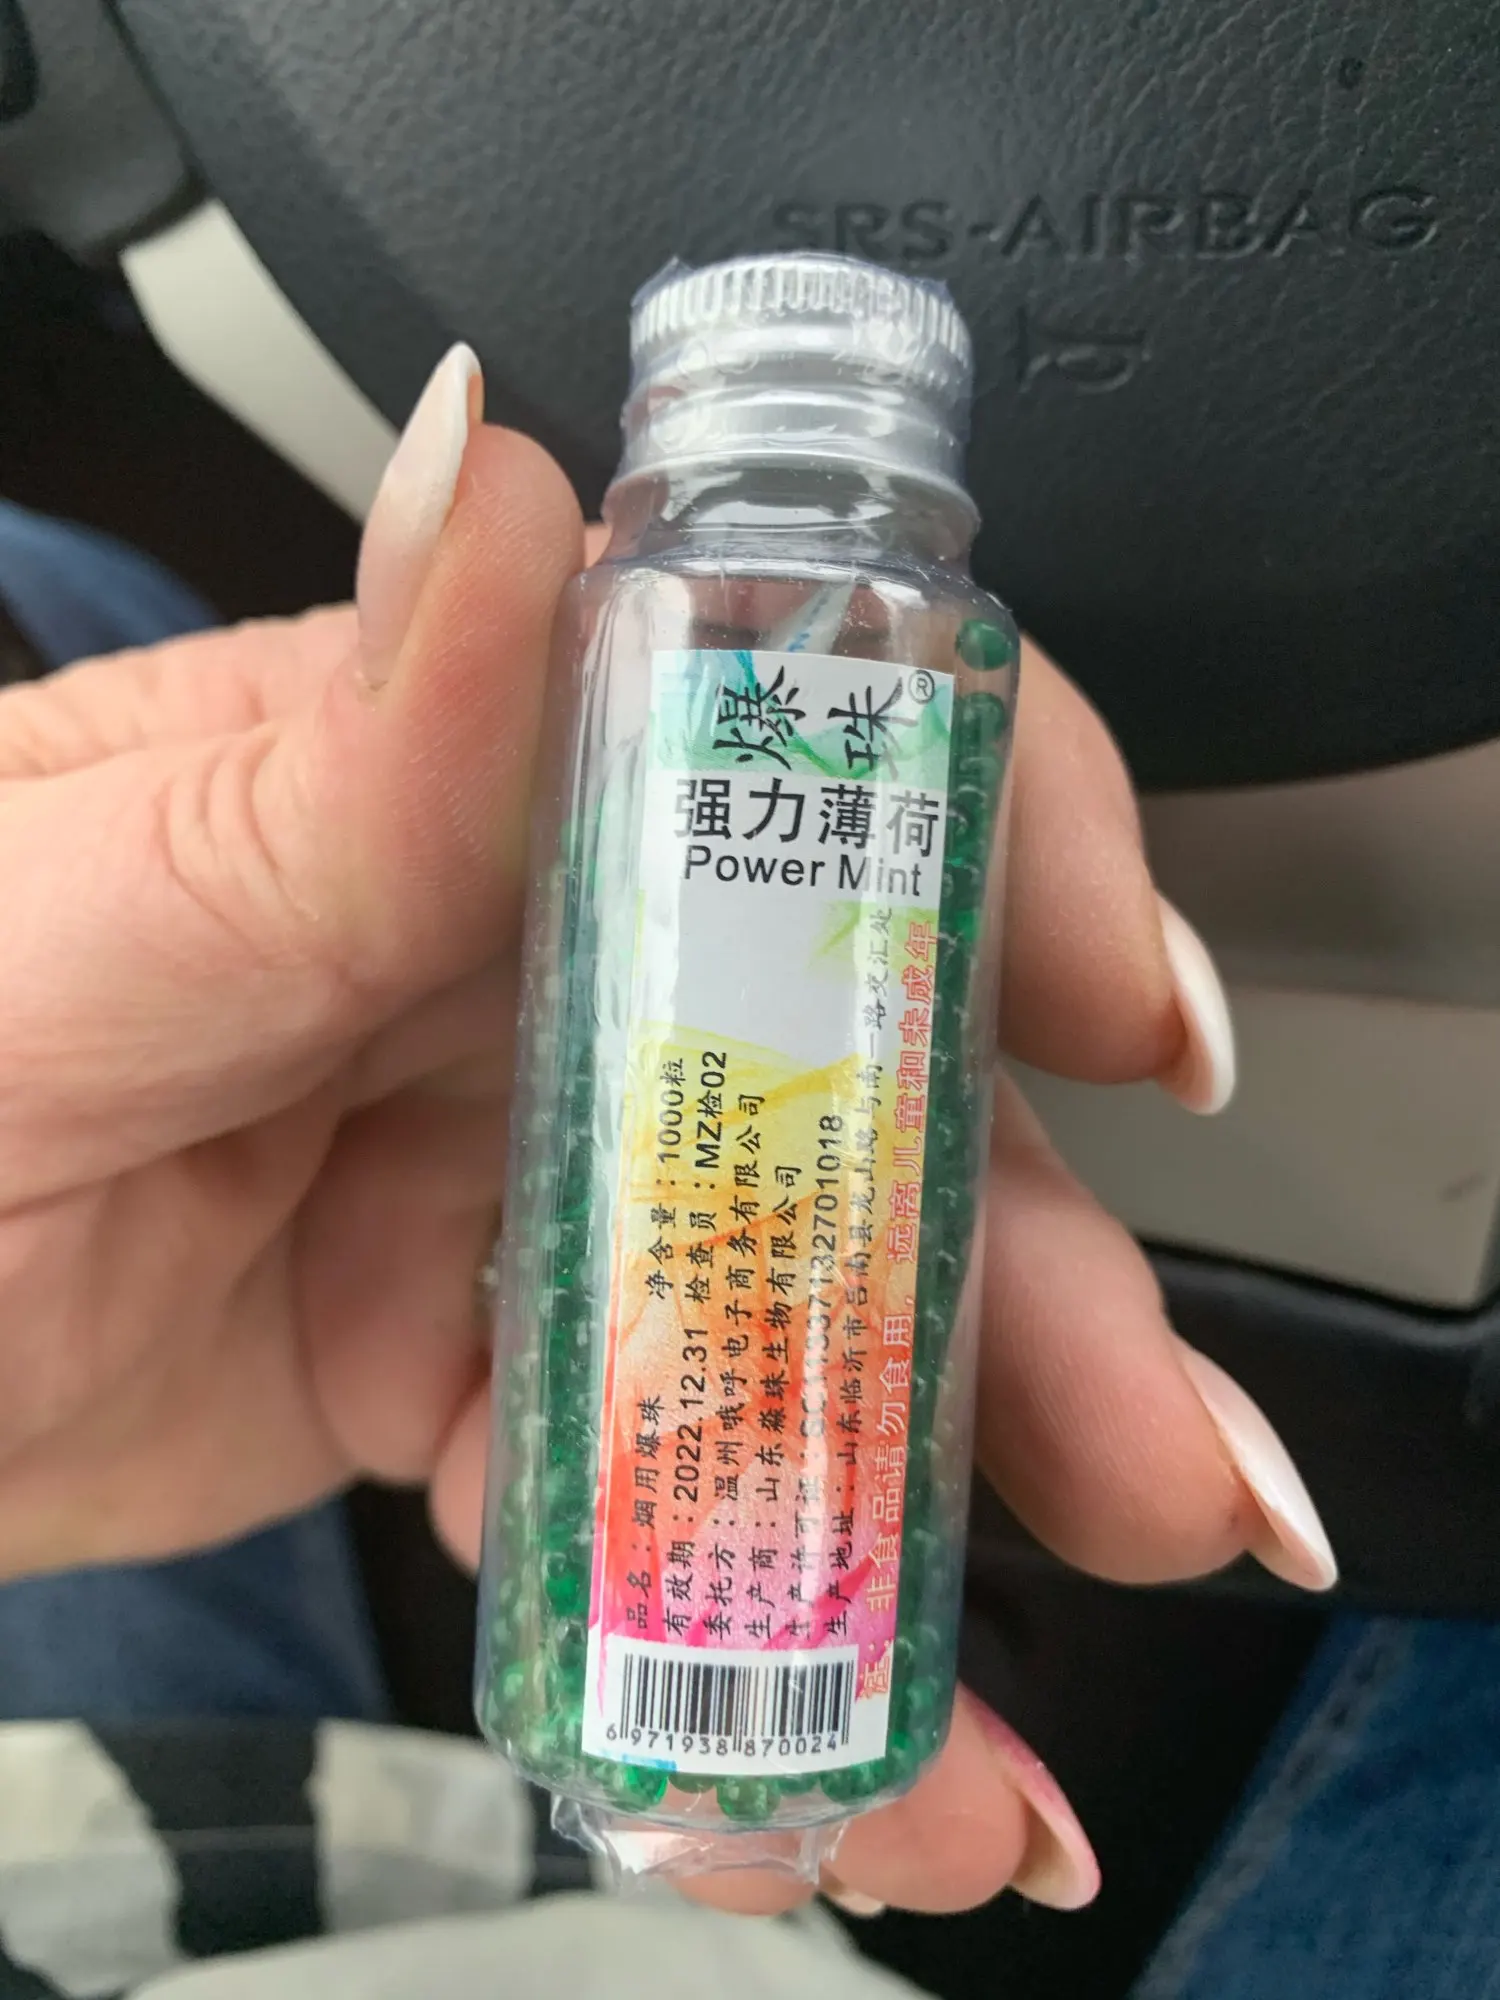 SRS-AIRBAG
爆珠®
强力薄荷
Power Mint
品名：烟用爆珠 净含量：1000粒
有效期：2022.12.31 检查员：MZ检02
委托方：温州哦呼电子商务有限公司
生产商：山东淼珠生物有限公司
生产许可证：SC11337132701018
生产地址：山东临沂市莒南县龙山路与南一路交汇处
注：非食品请勿食用，远离儿童和未成年
6 971938 870024